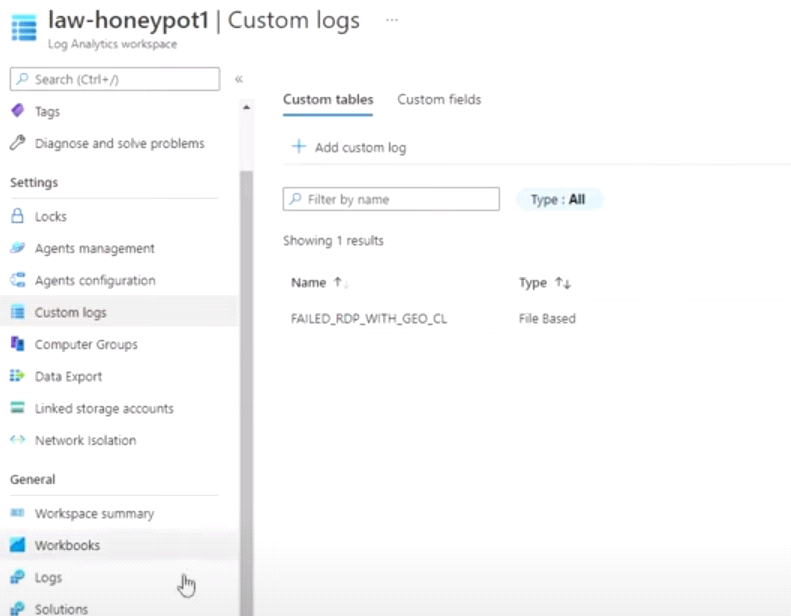 law-honeypot1 | Custom logs ...
Log Analytics workspace
Search (Ctrl+/) «
Tags
Diagnose and solve problems
Settings
Locks
Agents management
Agents configuration
Custom logs
Computer Groups
Data Export
Linked storage accounts
Network Isolation
General
Workspace summary
Workbooks
Logs
Solutions
Custom tables Custom fields
+ Add custom log
Filter by name Type : All
Showing 1 results
Name ↑↓ Type ↑↓
FAILED_RDP_WITH_GEO_CL File Based